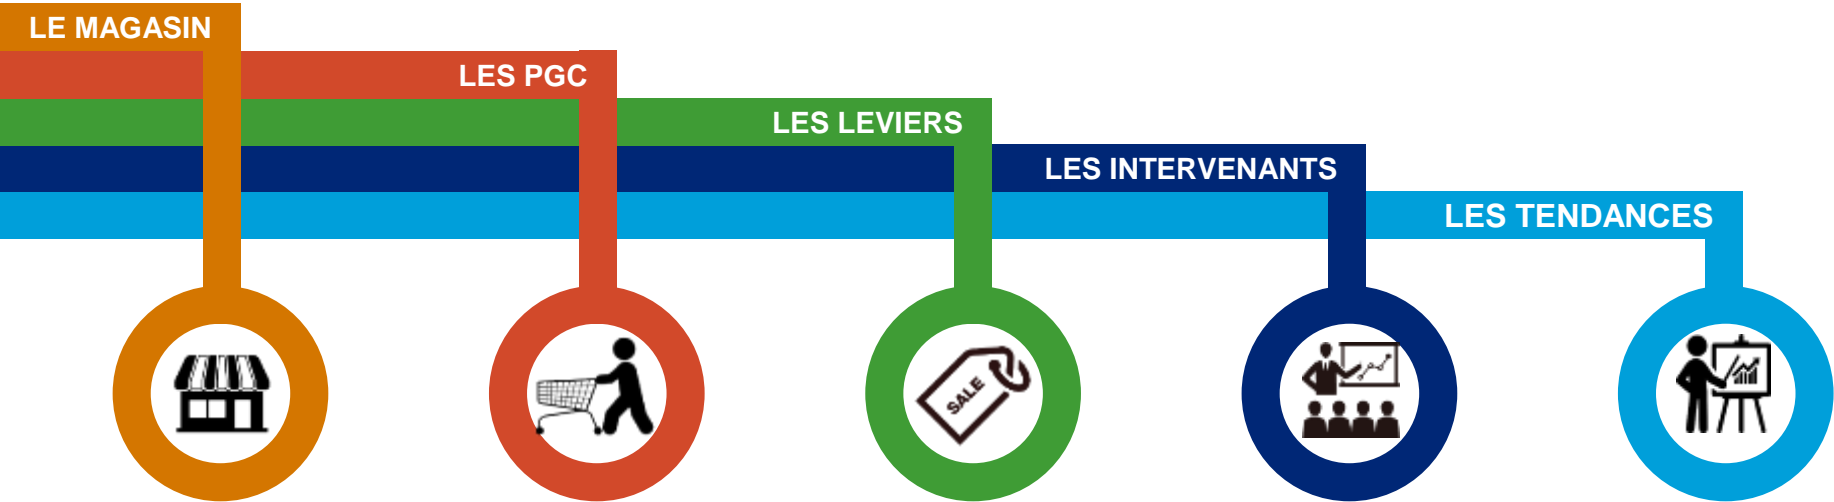 LE MAGASIN
LES PGC
LES LEVIERS
LES INTERVENANTS
LES TENDANCES
SALE